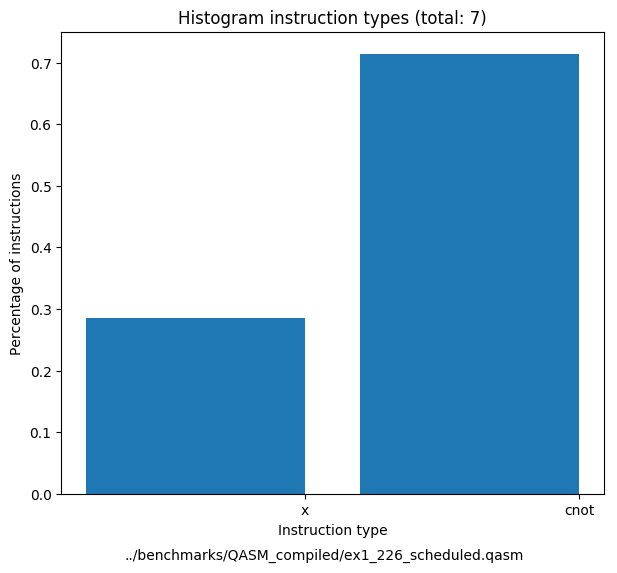 Histogram instruction types (total: 7)
Percentage of instructions
0.7
0.6
0.5
0.4
0.3
0.2
0.1
0.0
x cnot
Instruction type
../benchmarks/QASM_compiled/ex1_226_scheduled.qasm